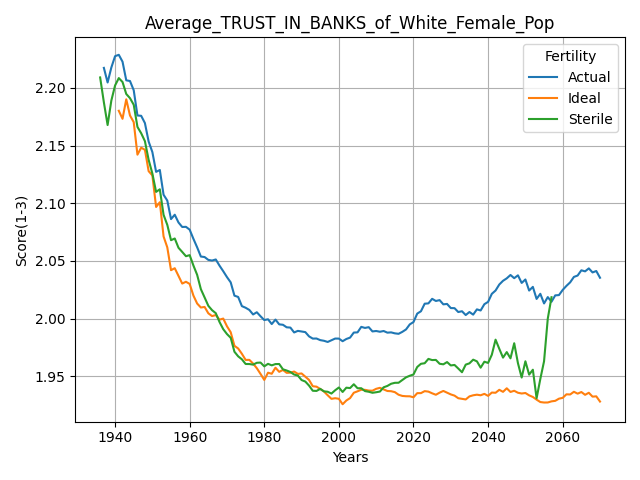 Average_TRUST_IN_BANKS_of_White_Female_Pop
Fertility
Actual
Ideal
Sterile
Score(1-3)
2.20
2.15
2.10
2.05
2.00
1.95
1940 1960 1980 2000 2020 2040 2060
Years